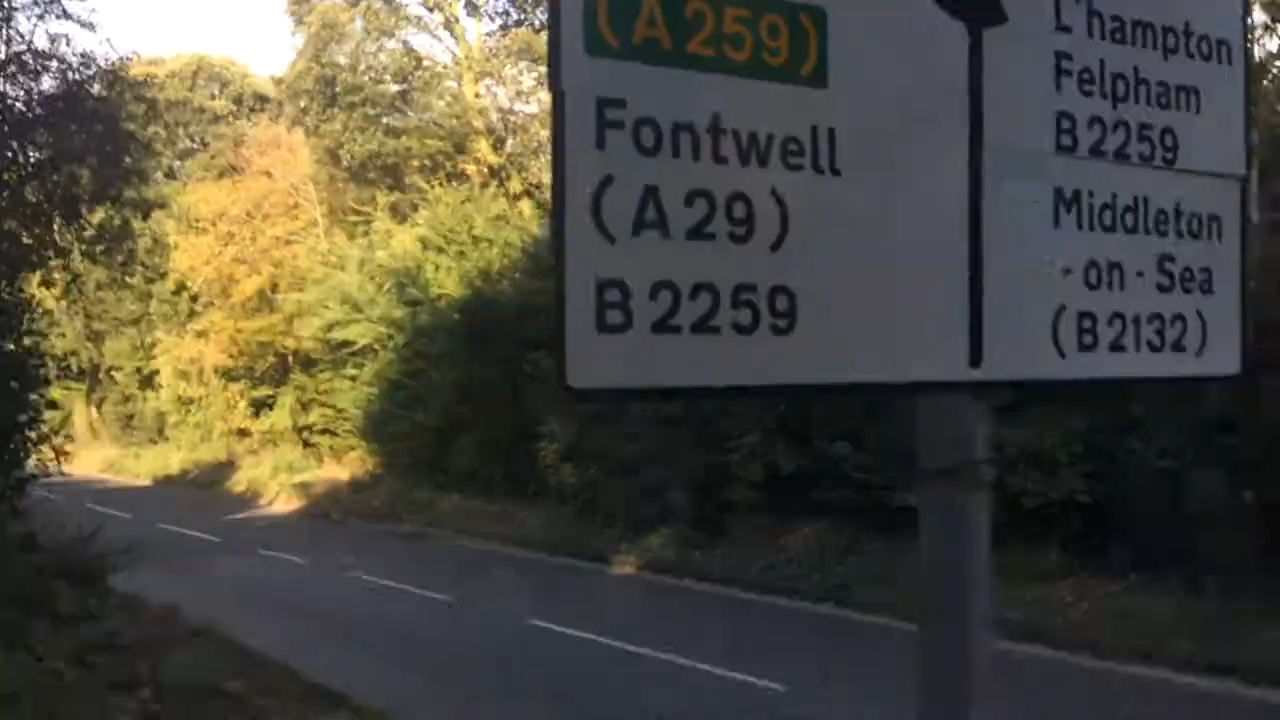 (A259)
Fontwell
(A29)
B2259
L'hampton
Felpham
B2259
Middleton
-on-Sea
(B2132)